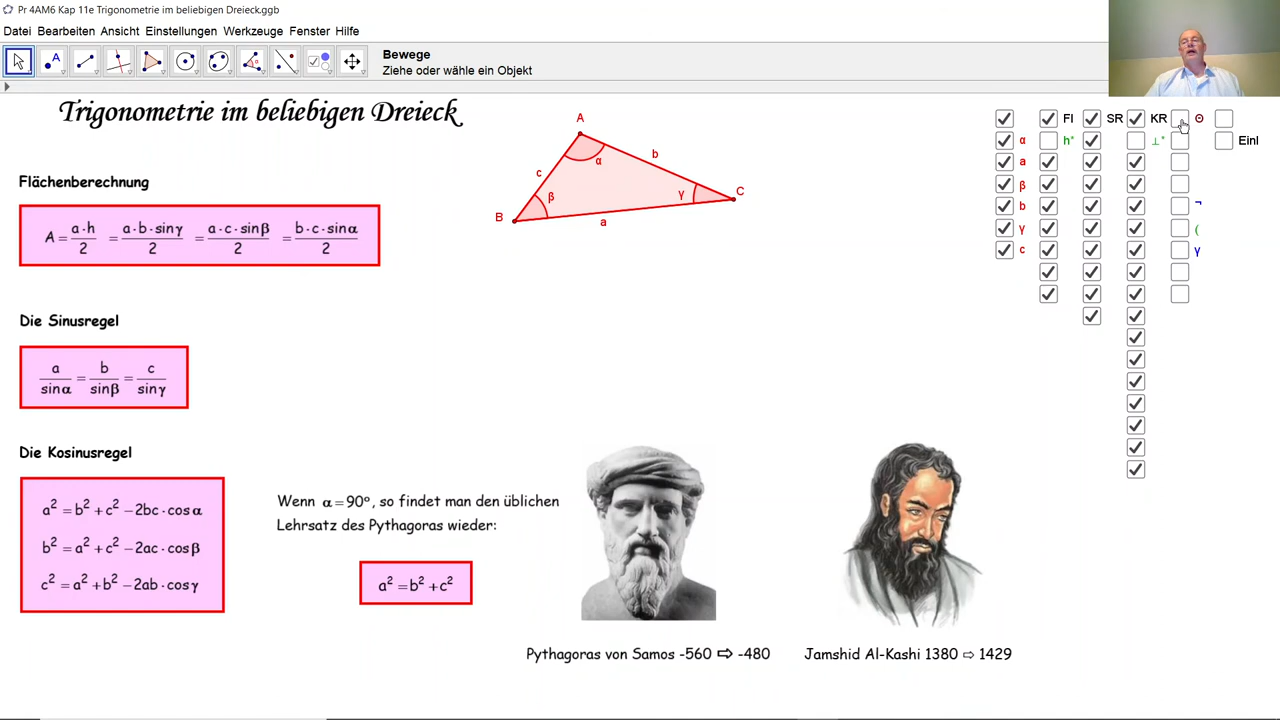 Pr 4AM6 Kap 11e Trigonometrie im beliebigen Dreieck.ggb
Datei Bearbeiten Ansicht Einstellungen Werkzeuge Fenster Hilfe
Bewege
Ziehe oder wähle ein Objekt
Trigonometrie im beliebigen Dreieck
A
α
b
c
β
γ
C
B
a
FI SR KR ʘ
α h* ⊥* Einl
a
β
b ¬
γ (
c γ
Flächenberechnung
A = a·h/2 = a·b·sinγ/2 = a·c·sinβ/2 = b·c·sinα/2
Die Sinusregel
a/sinα = b/sinβ = c/sinγ
Die Kosinusregel
a² = b² + c² − 2bc·cosα
b² = a² + c² − 2ac·cosβ
c² = a² + b² − 2ab·cosγ
Wenn α = 90°, so findet man den üblichen
Lehrsatz des Pythagoras wieder:
a² = b² + c²
Pythagoras von Samos -560 ⇨ -480
Jamshid Al-Kashi 1380 ⇨ 1429